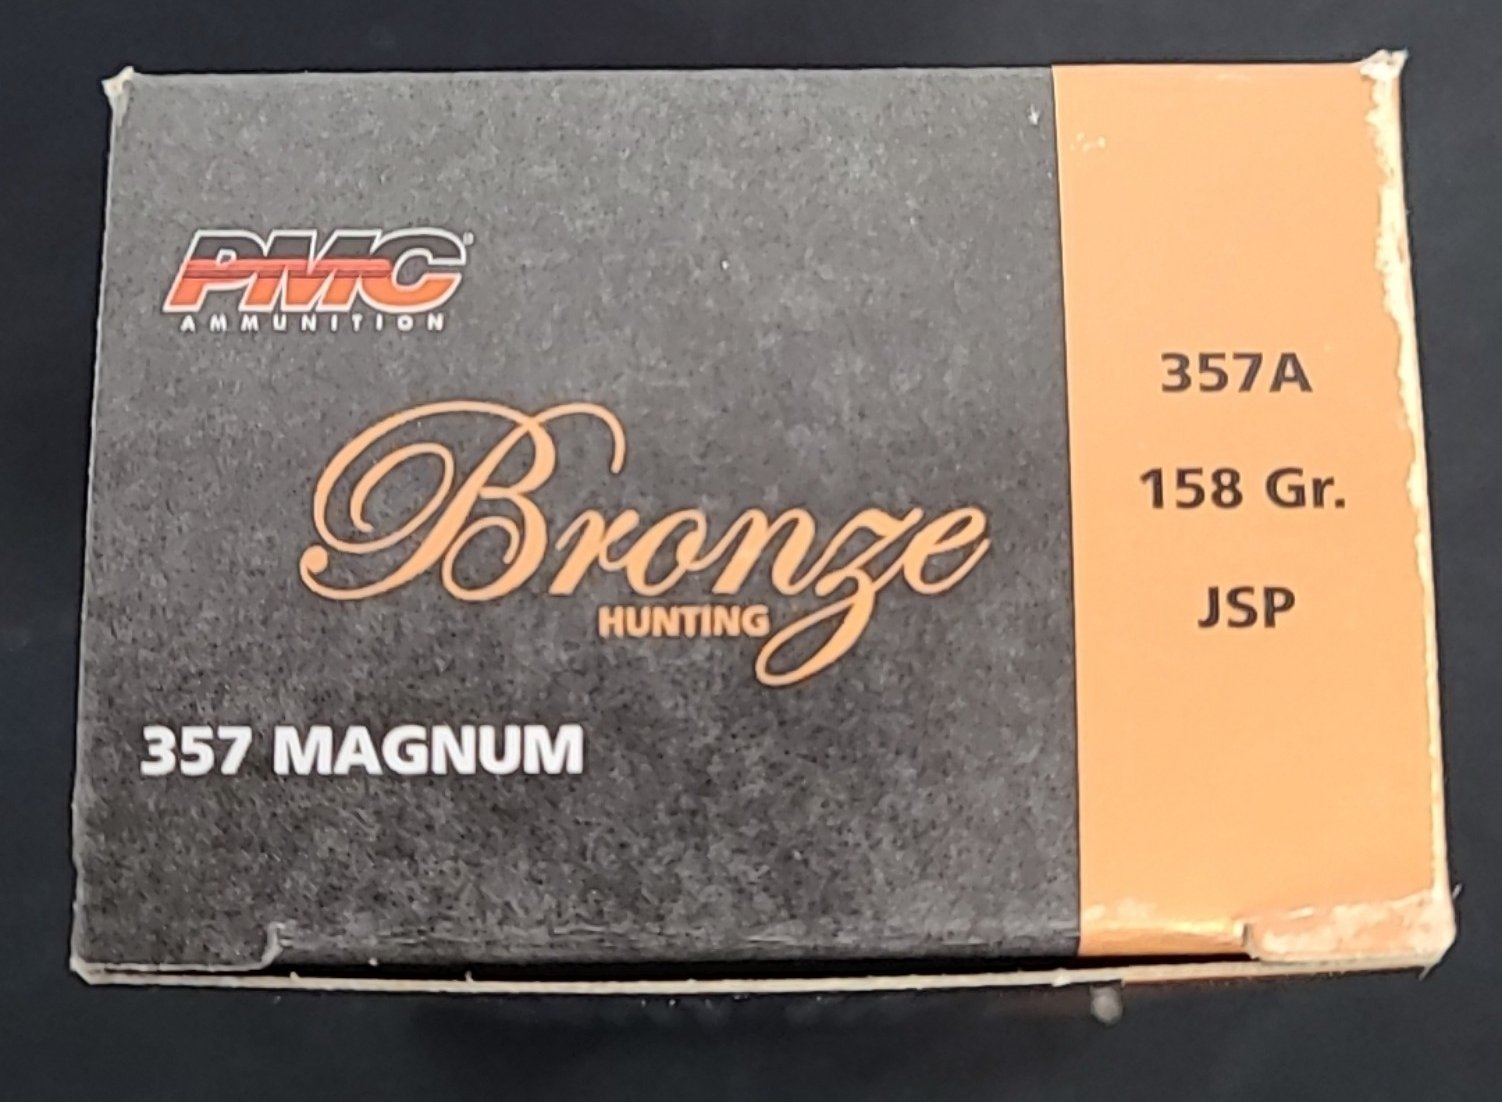 PMC®
AMMUNITION
Bronze
HUNTING
357 MAGNUM
357A
158 Gr.
JSP